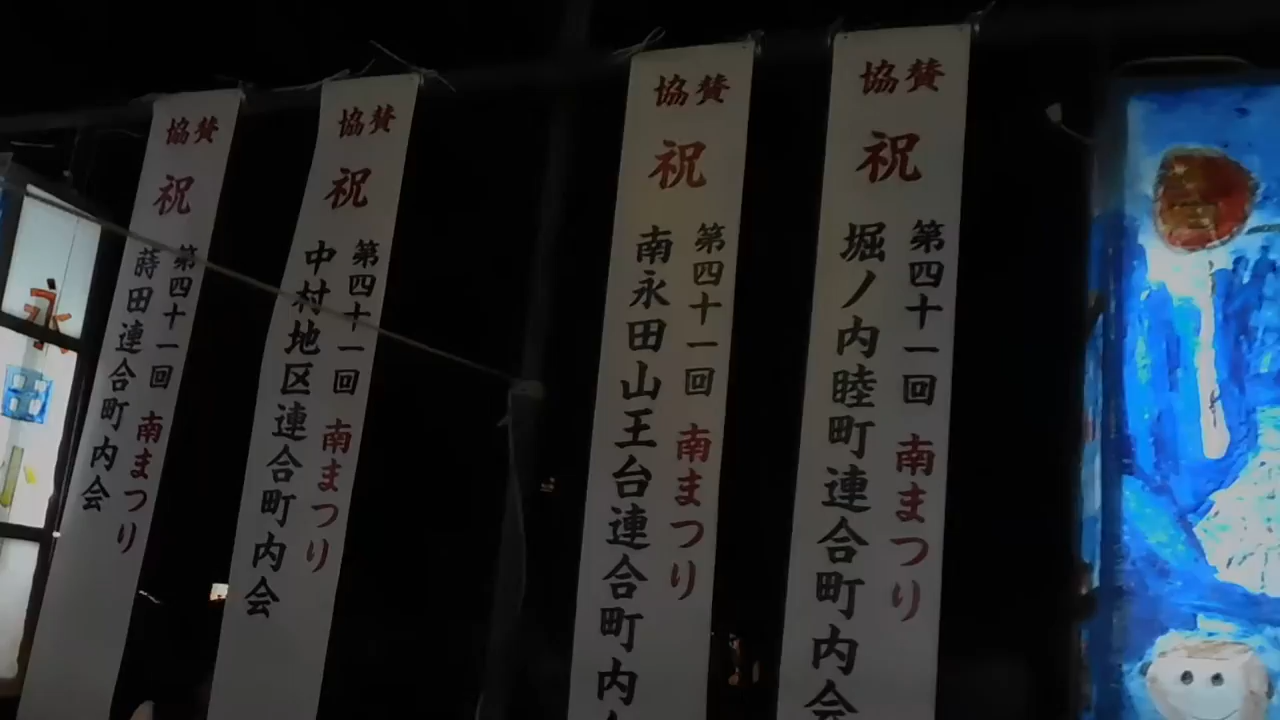 協賛
祝
第四十一回 南まつり
堀ノ内睦町連合町内会
協賛
祝
第四十一回 南まつり
南永田山王台連合町内
協賛
祝
第四十一回 南まつり
中村地区連合町内会
協賛
祝
第四十一回 南まつり
蒔田連合町内会
永
田